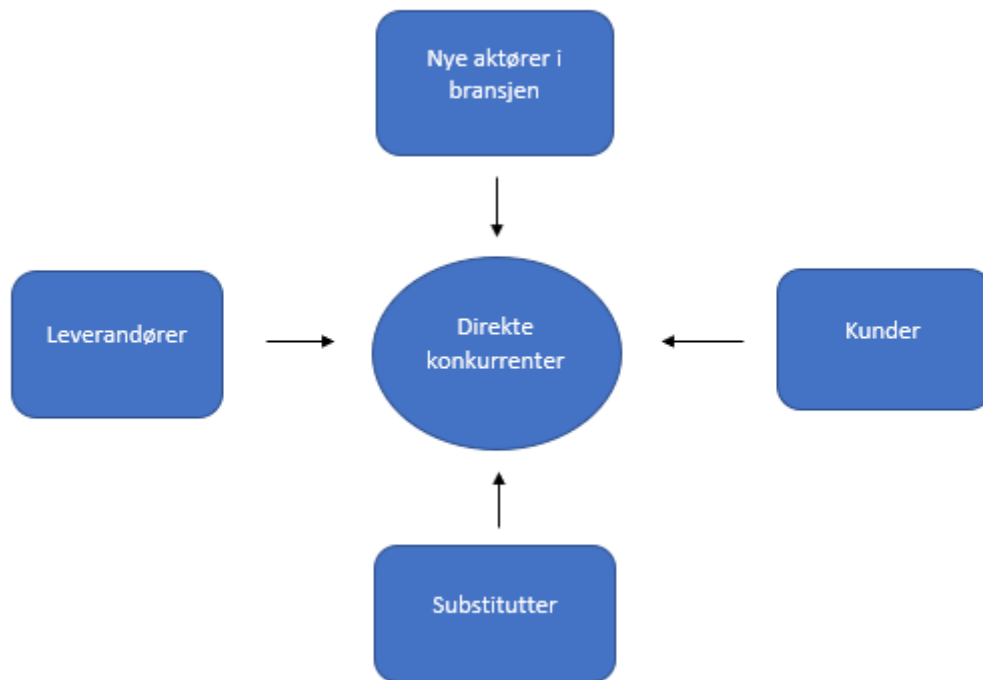 Nye aktører i
bransjen
Leverandører
Direkte
konkurrenter
Kunder
Substitutter